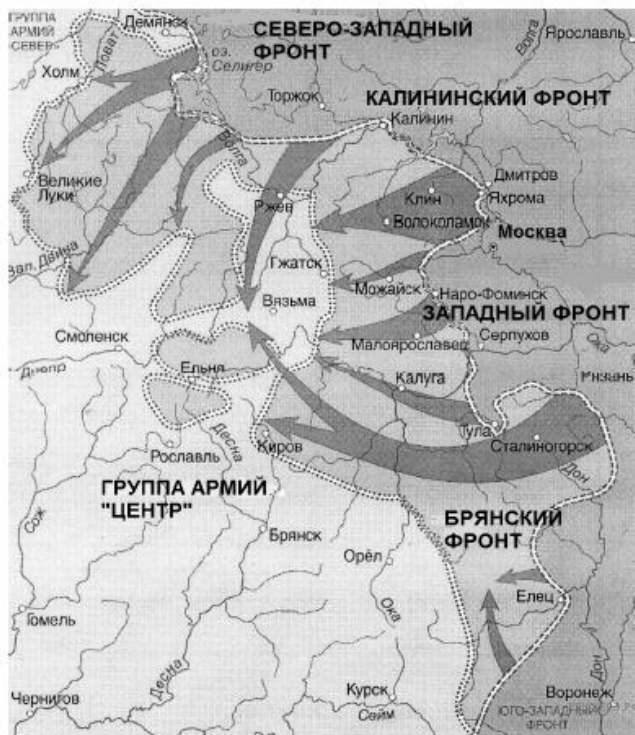 ГРУППА
АРМИЙ
«СЕВЕР»
Демянск
СЕВЕРО-ЗАПАДНЫЙ
ФРОНТ
Волга
Ярославль
Ловат
оз.
Селигер
Холм
Торжок
КАЛИНИНСКИЙ ФРОНТ
Калинин
Волга
Великие
Луки
Ржев
Клин
Дмитров
Яхрома
Волоколамск
Москва
Зап. Двина
Гжатск
Можайск
Наро-Фоминск
Вязьма
ЗАПАДНЫЙ ФРОНТ
Смоленск
Малоярославец
Серпухов
Ока
Днепр
Ельня
Калуга
Рязань
Тула
Сталиногорск
Десна
Киров
Рославль
Дон
ГРУППА АРМИЙ
"ЦЕНТР"
БРЯНСКИЙ
ФРОНТ
Сож
Брянск
Орёл
Елец
Ока
Гомель
Десна
Дон
Курск
Воронеж
Чернигов
Сейм
ЮГО-ЗАПАДНЫЙ
ФРОНТ